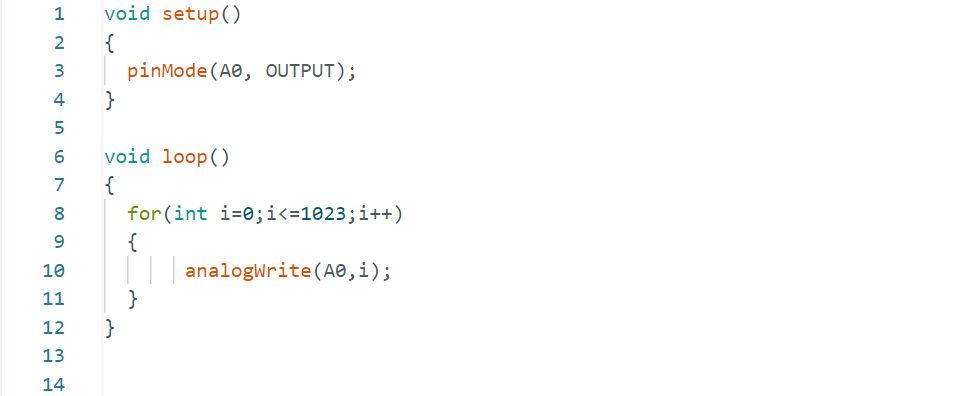 1 void setup()
2 {
3 pinMode(A0, OUTPUT);
4 }
5
6 void loop()
7 {
8 for(int i=0;i<=1023;i++)
9 {
10 analogWrite(A0,i);
11 }
12 }
13
14